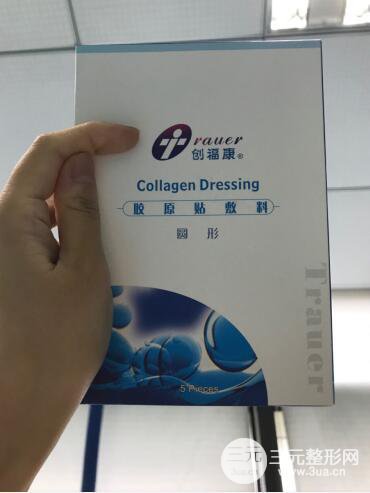 Trauer
创福康®
Collagen Dressing
胶原贴敷料
圆形
Trauer
5 Pieces
三元整形网
www.3ua.cn